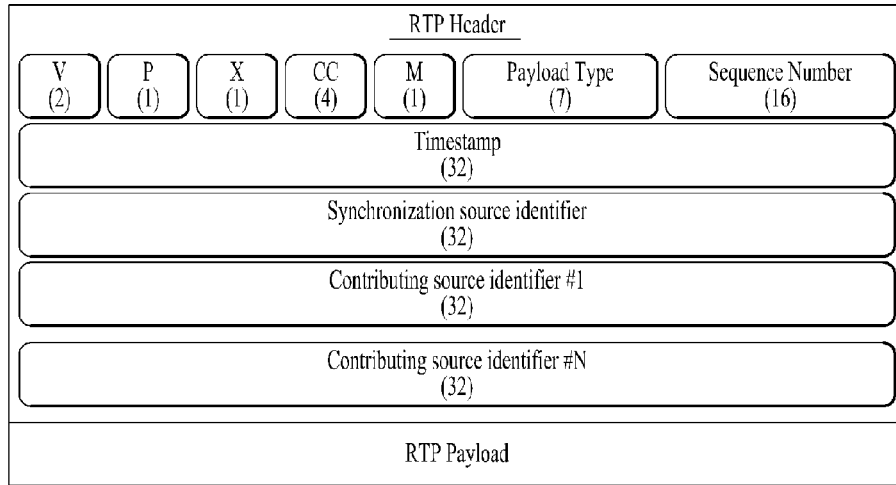 RTP Header
V P X CC M Payload Type Sequence Number
(2) (1) (1) (4) (1) (7) (16)
Timestamp
(32)
Synchronization source identifier
(32)
Contributing source identifier #1
(32)
Contributing source identifier #N
(32)
RTP Payload